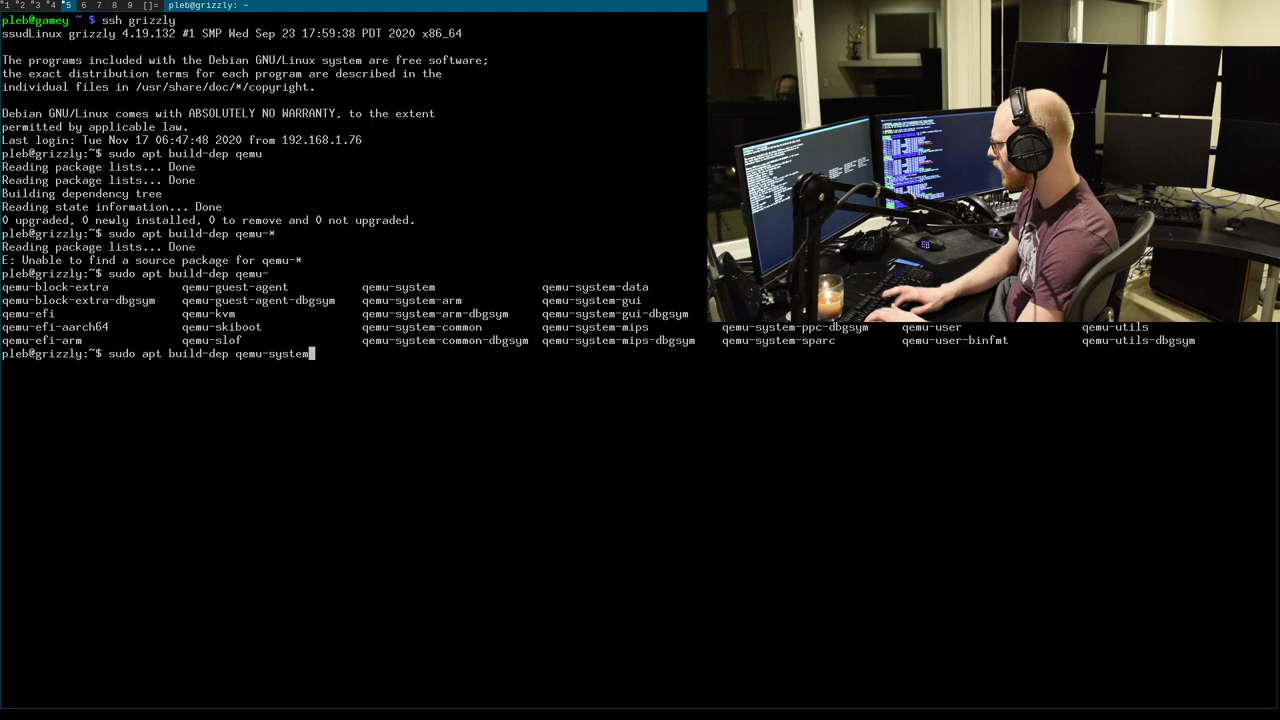 1 2 3 4 5 6 7 8 9 []= pleb@grizzly: ~
pleb@gamey ~ $ ssh grizzly
ssudLinux grizzly 4.19.132 #1 SMP Wed Sep 23 17:59:38 PDT 2020 x86_64
The programs included with the Debian GNU/Linux system are free software;
the exact distribution terms for each program are described in the
individual files in /usr/share/doc/*/copyright.
Debian GNU/Linux comes with ABSOLUTELY NO WARRANTY, to the extent
permitted by applicable law.
Last login: Tue Nov 17 06:47:48 2020 from 192.168.1.76
pleb@grizzly:~$ sudo apt build-dep qemu
Reading package lists... Done
Reading package lists... Done
Building dependency tree
Reading state information... Done
0 upgraded, 0 newly installed, 0 to remove and 0 not upgraded.
pleb@grizzly:~$ sudo apt build-dep qemu-*
Reading package lists... Done
E: Unable to find a source package for qemu-*
pleb@grizzly:~$ sudo apt build-dep qemu-
qemu-block-extra qemu-guest-agent qemu-system qemu-system-data
qemu-block-extra-dbgsym qemu-guest-agent-dbgsym qemu-system-arm qemu-system-gui
qemu-efi qemu-kvm qemu-system-arm-dbgsym qemu-system-gui-dbgsym
qemu-efi-aarch64 qemu-skiboot qemu-system-common qemu-system-mips qemu-system-ppc-dbgsym qemu-user qemu-utils
qemu-efi-arm qemu-slof qemu-system-common-dbgsym qemu-system-mips-dbgsym qemu-system-sparc qemu-user-binfmt qemu-utils-dbgsym
pleb@grizzly:~$ sudo apt build-dep qemu-system